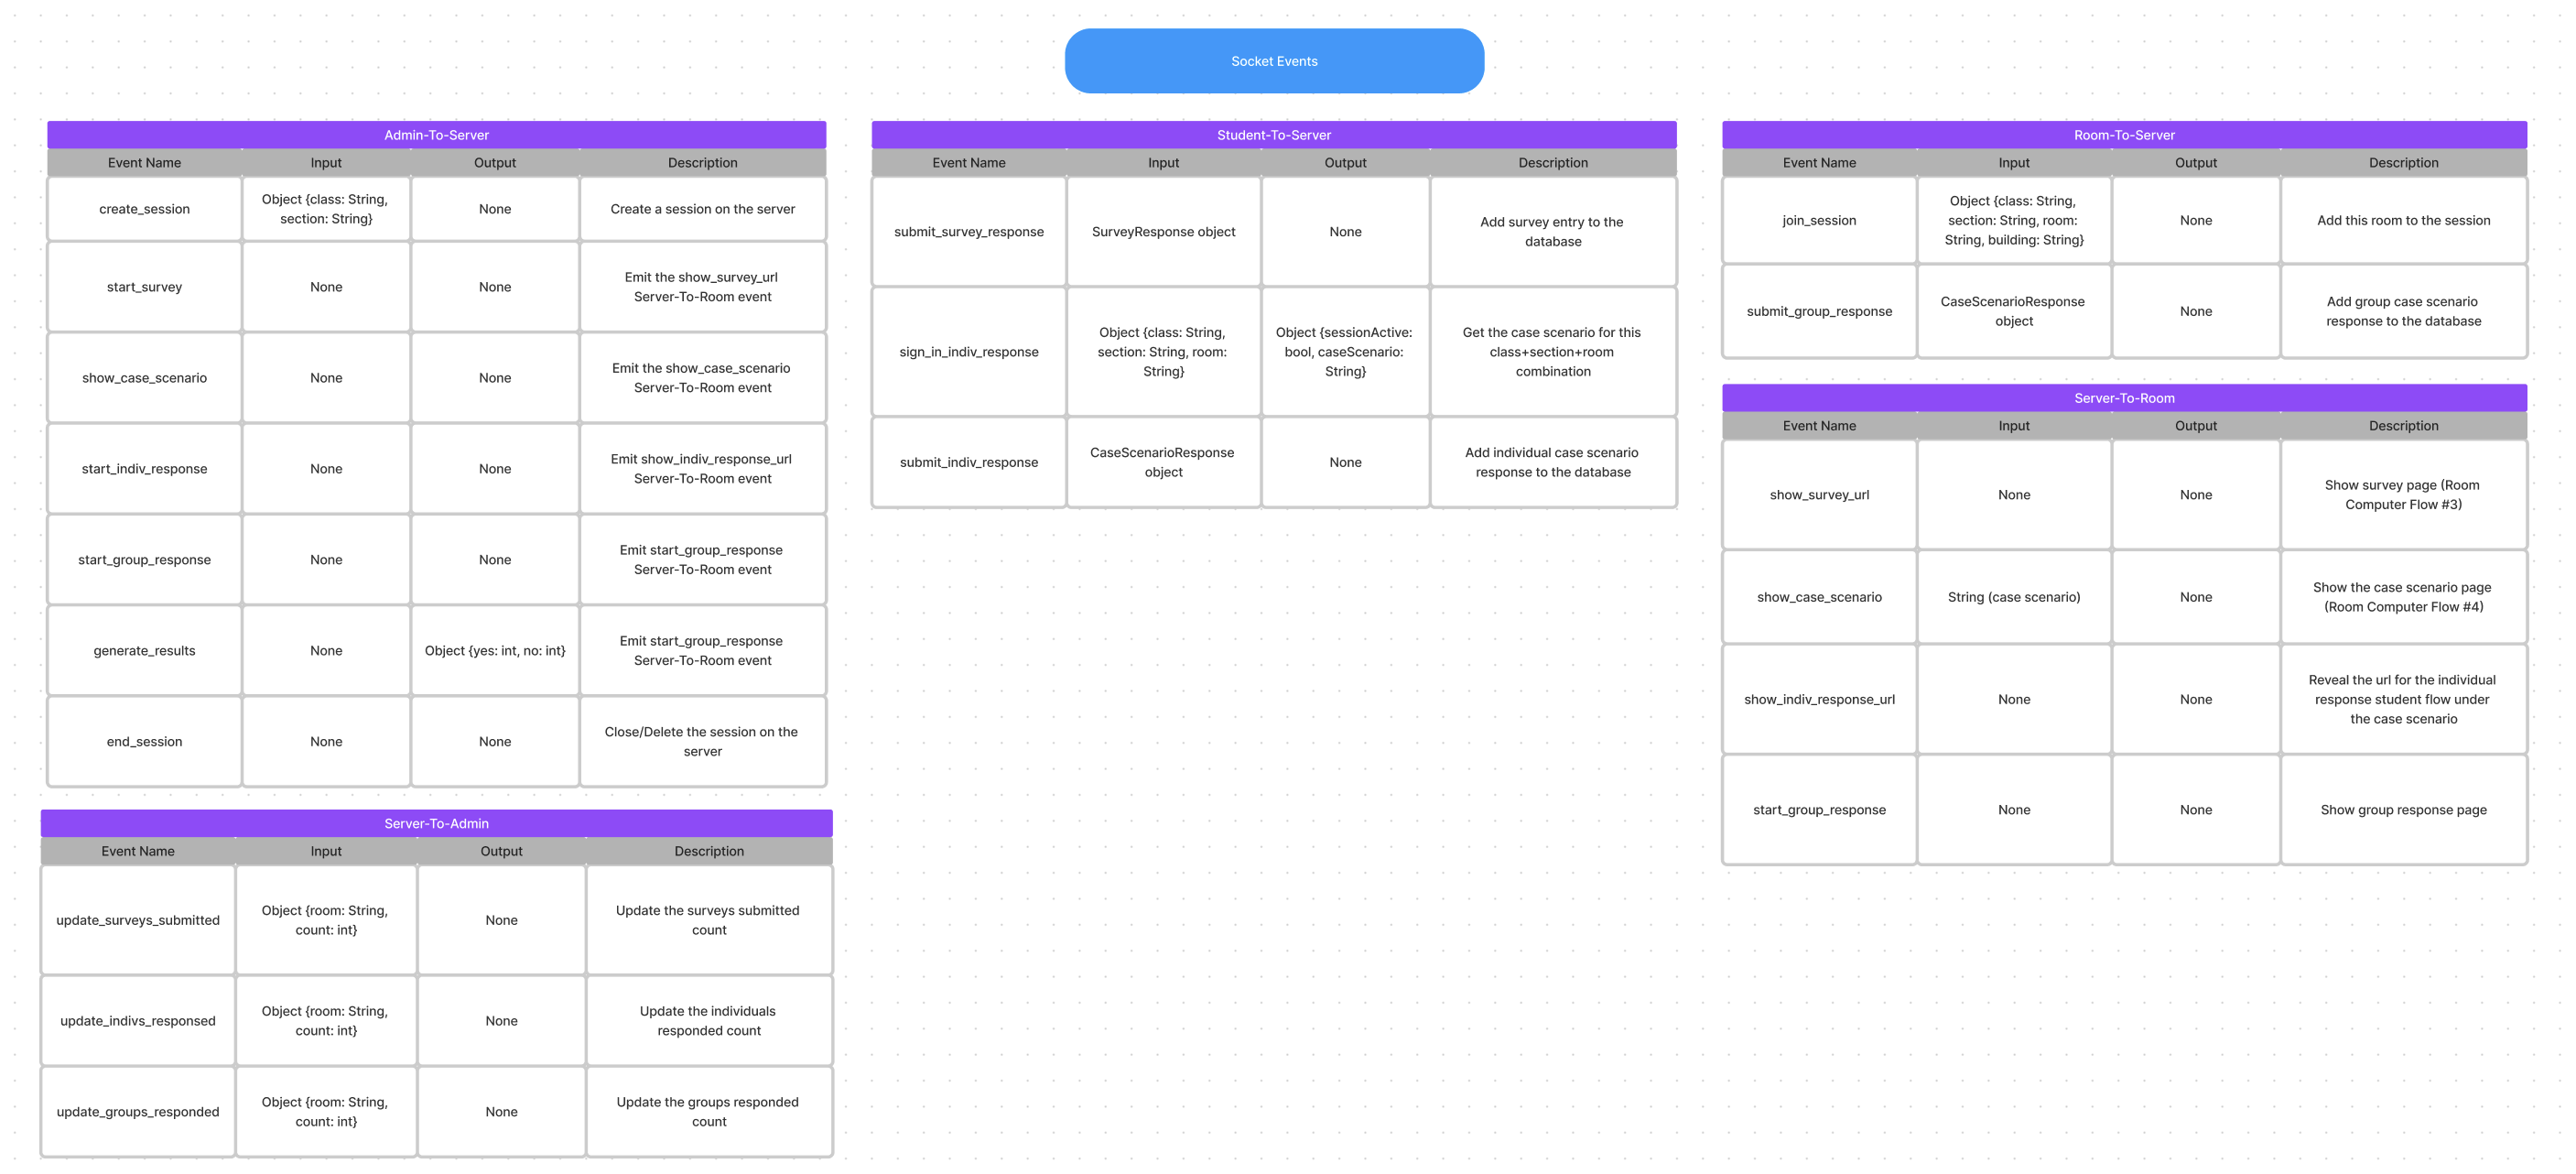 Socket Events
Admin-To-Server
Event Name Input Output Description
create_session
Object {class: String,
section: String}
None
Create a session on the server
start_survey
None
None
Emit the show_survey_url
Server-To-Room event
show_case_scenario
None
None
Emit the show_case_scenario
Server-To-Room event
start_indiv_response
None
None
Emit show_indiv_response_url
Server-To-Room event
start_group_response
None
None
Emit start_group_response
Server-To-Room event
generate_results
None
Object {yes: int, no: int}
Emit start_group_response
Server-To-Room event
end_session
None
None
Close/Delete the session on the
server
Server-To-Admin
Event Name Input Output Description
update_surveys_submitted
Object {room: String,
count: int}
None
Update the surveys submitted
count
update_indivs_responsed
Object {room: String,
count: int}
None
Update the individuals
responded count
update_groups_responded
Object {room: String,
count: int}
None
Update the groups responded
count
Student-To-Server
Event Name Input Output Description
submit_survey_response
SurveyResponse object
None
Add survey entry to the
database
sign_in_indiv_response
Object {class: String,
section: String, room:
String}
Object {sessionActive:
bool, caseScenario:
String}
Get the case scenario for this
class+section+room
combination
submit_indiv_response
CaseScenarioResponse
object
None
Add individual case scenario
response to the database
Room-To-Server
Event Name Input Output Description
join_session
Object {class: String,
section: String, room:
String, building: String}
None
Add this room to the session
submit_group_response
CaseScenarioResponse
object
None
Add group case scenario
response to the database
Server-To-Room
Event Name Input Output Description
show_survey_url
None
None
Show survey page (Room
Computer Flow #3)
show_case_scenario
String (case scenario)
None
Show the case scenario page
(Room Computer Flow #4)
show_indiv_response_url
None
None
Reveal the url for the individual
response student flow under
the case scenario
start_group_response
None
None
Show group response page